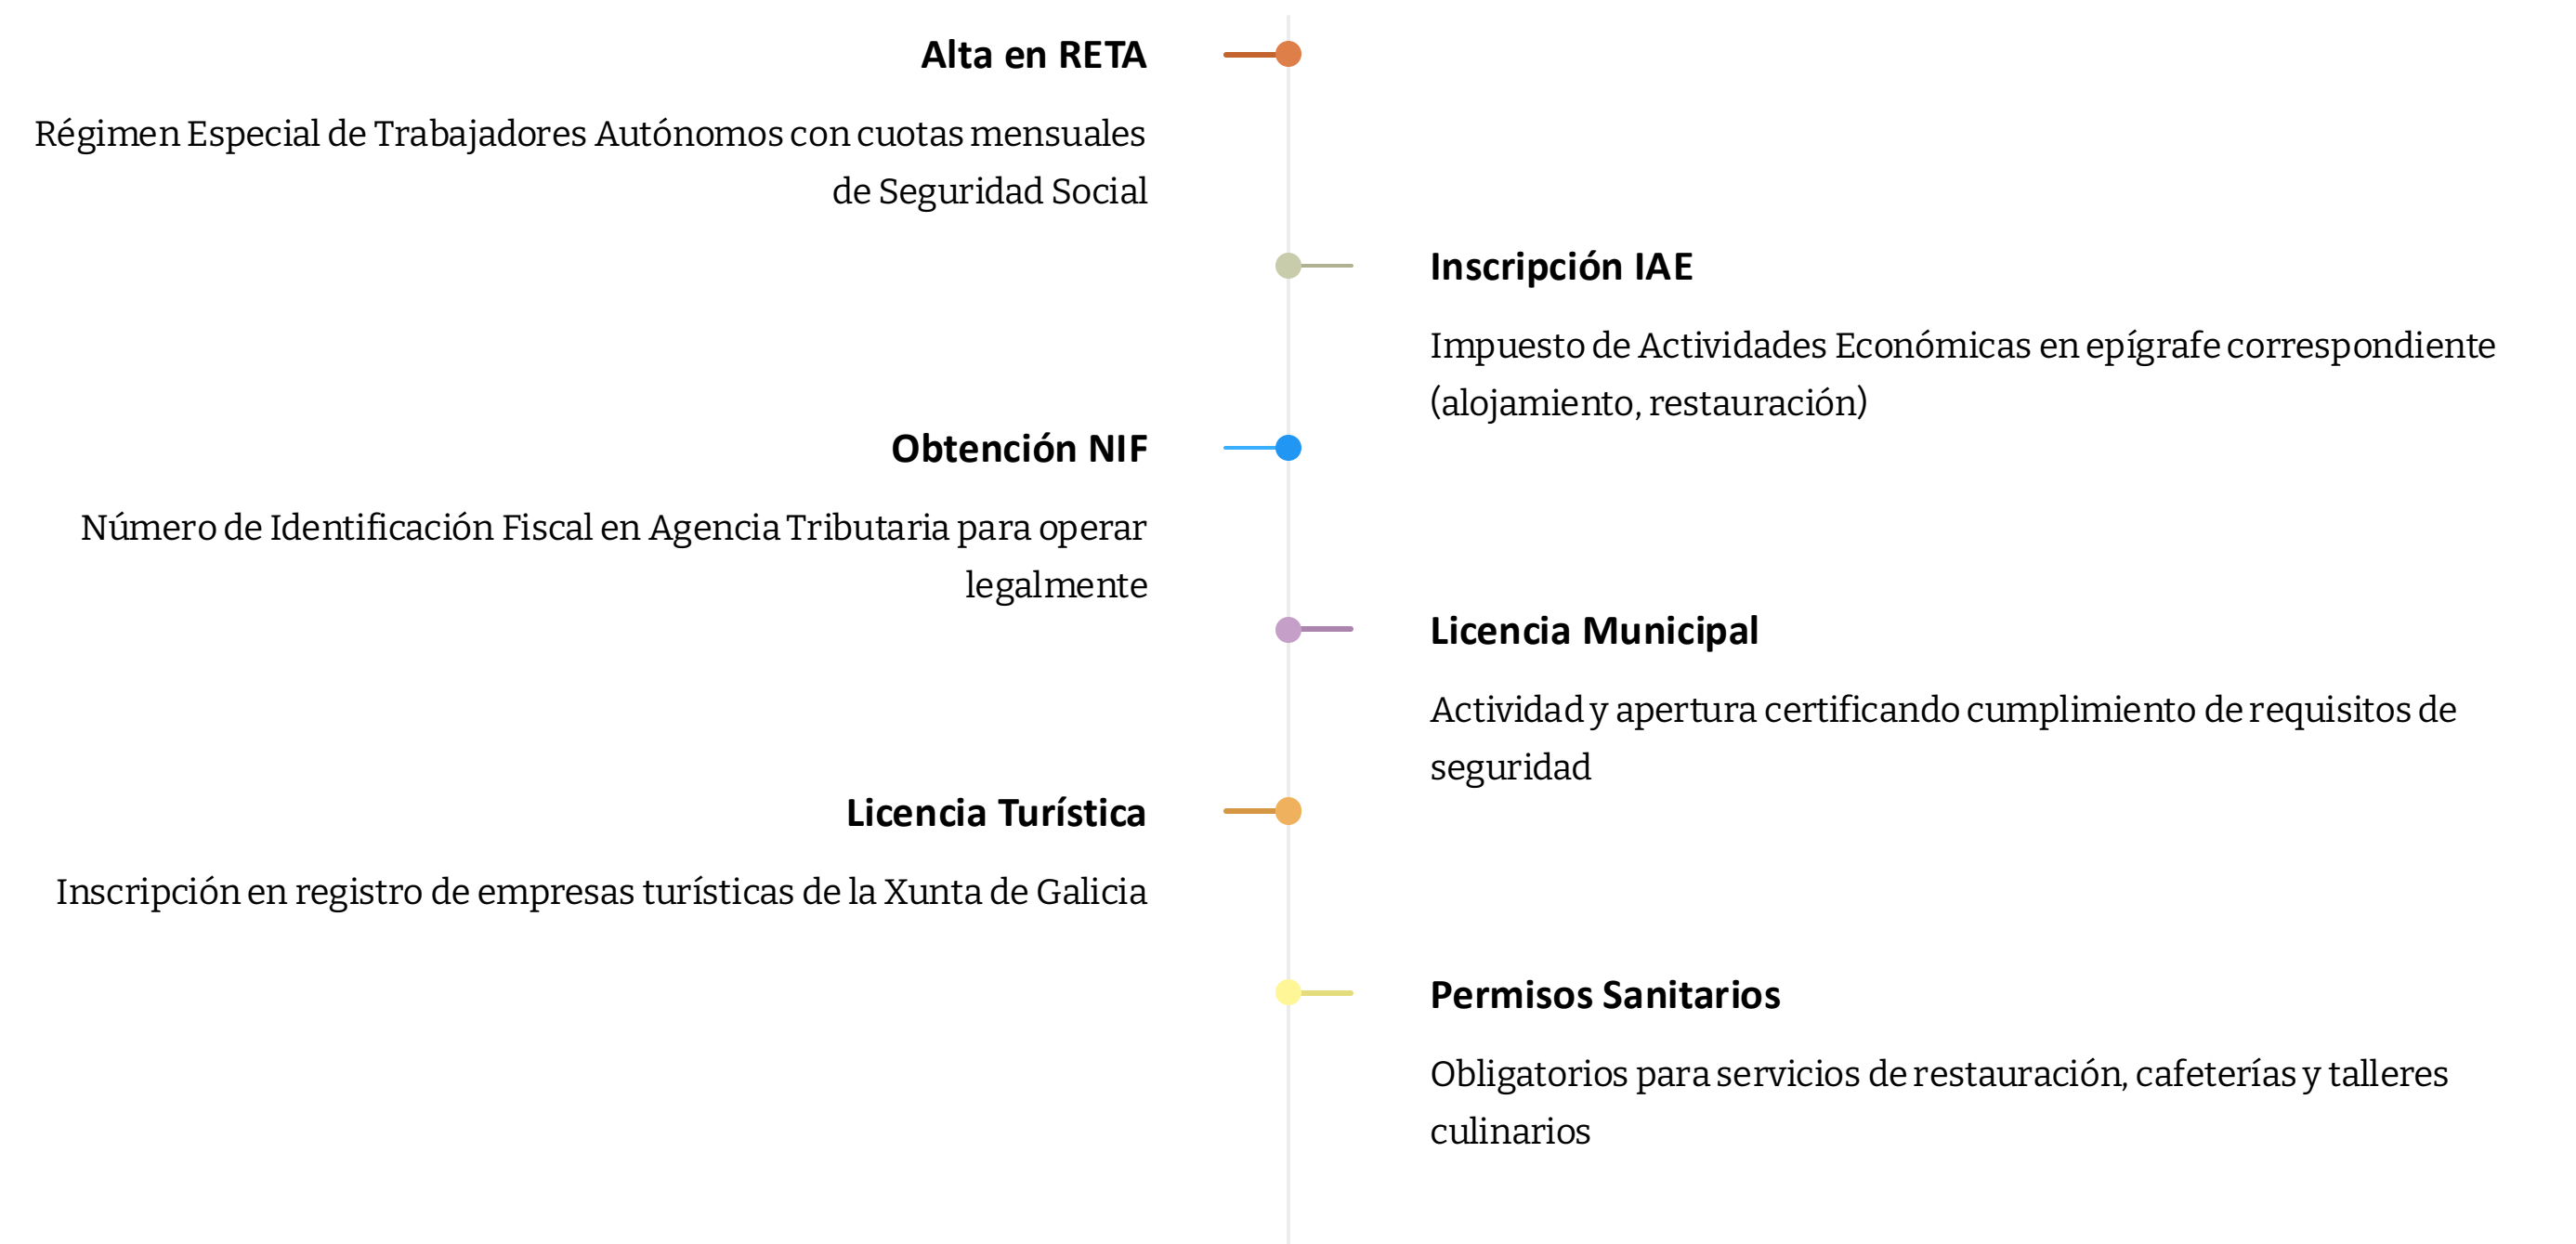 Alta en RETA
Régimen Especial de Trabajadores Autónomos con cuotas mensuales
de Seguridad Social
Inscripción IAE
Impuesto de Actividades Económicas en epígrafe correspondiente
(alojamiento, restauración)
Obtención NIF
Número de Identificación Fiscal en Agencia Tributaria para operar
legalmente
Licencia Municipal
Actividad y apertura certificando cumplimiento de requisitos de
seguridad
Licencia Turística
Inscripción en registro de empresas turísticas de la Xunta de Galicia
Permisos Sanitarios
Obligatorios para servicios de restauración, cafeterías y talleres
culinarios